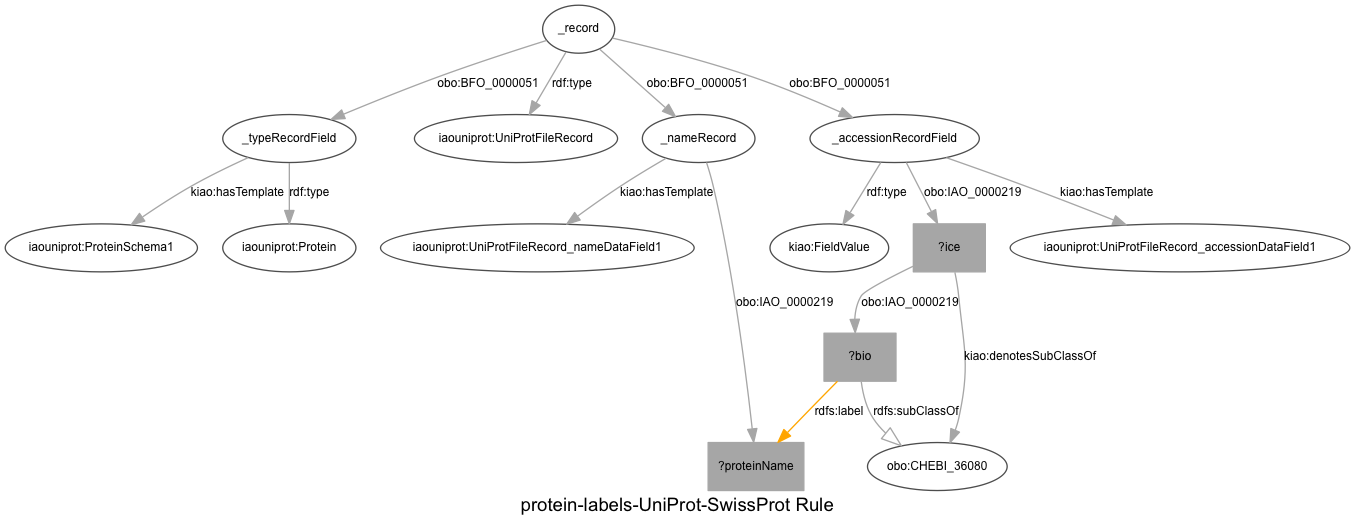 _record
obo:BFO_0000051
rdf:type
obo:BFO_0000051
obo:BFO_0000051
_typeRecordField
iaouniprot:UniProtFileRecord
_nameRecord
_accessionRecordField
kiao:hasTemplate
rdf:type
kiao:hasTemplate
rdf:type
obo:IAO_0000219
kiao:hasTemplate
iaouniprot:ProteinSchema1
iaouniprot:Protein
iaouniprot:UniProtFileRecord_nameDataField1
kiao:FieldValue
?ice
iaouniprot:UniProtFileRecord_accessionDataField1
obo:IAO_0000219
obo:IAO_0000219
?bio
kiao:denotesSubClassOf
rdfs:label
rdfs:subClassOf
?proteinName
obo:CHEBI_36080
protein-labels-UniProt-SwissProt Rule